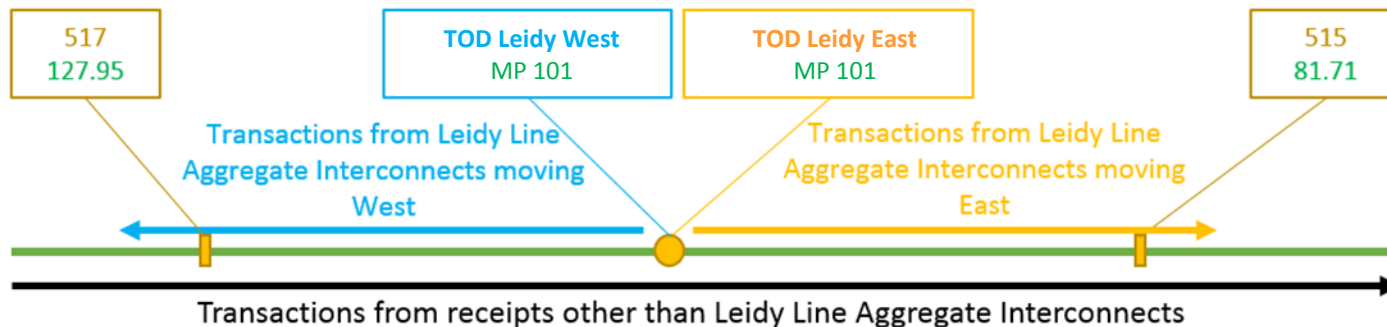 517
127.95
TOD Leidy West
MP 101
TOD Leidy East
MP 101
515
81.71
Transactions from Leidy Line
Aggregate Interconnects moving
West
Transactions from Leidy Line
Aggregate Interconnects moving
East
Transactions from receipts other than Leidy Line Aggregate Interconnects